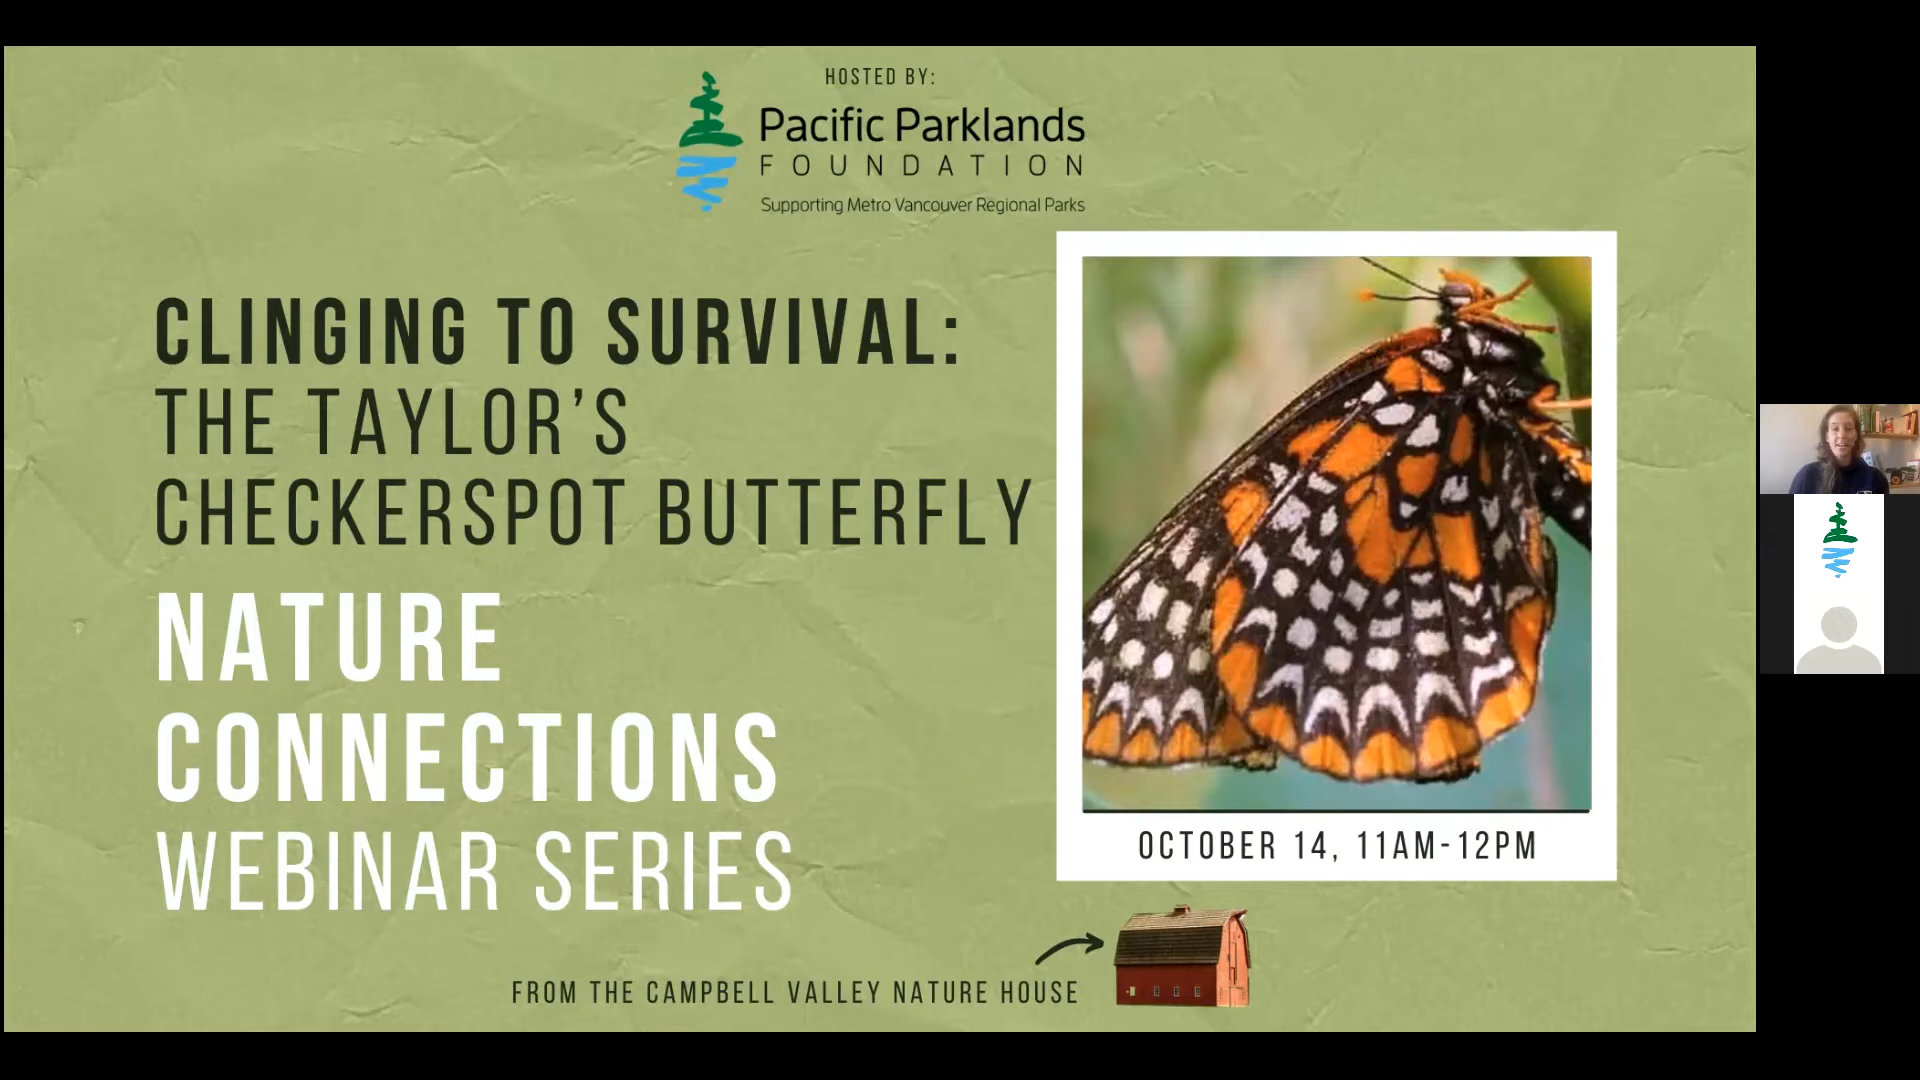 HOSTED BY:
Pacific Parklands
FOUNDATION
Supporting Metro Vancouver Regional Parks
CLINGING TO SURVIVAL:
THE TAYLOR'S
CHECKERSPOT BUTTERFLY
NATURE
CONNECTIONS
WEBINAR SERIES
OCTOBER 14, 11AM-12PM
FROM THE CAMPBELL VALLEY NATURE HOUSE